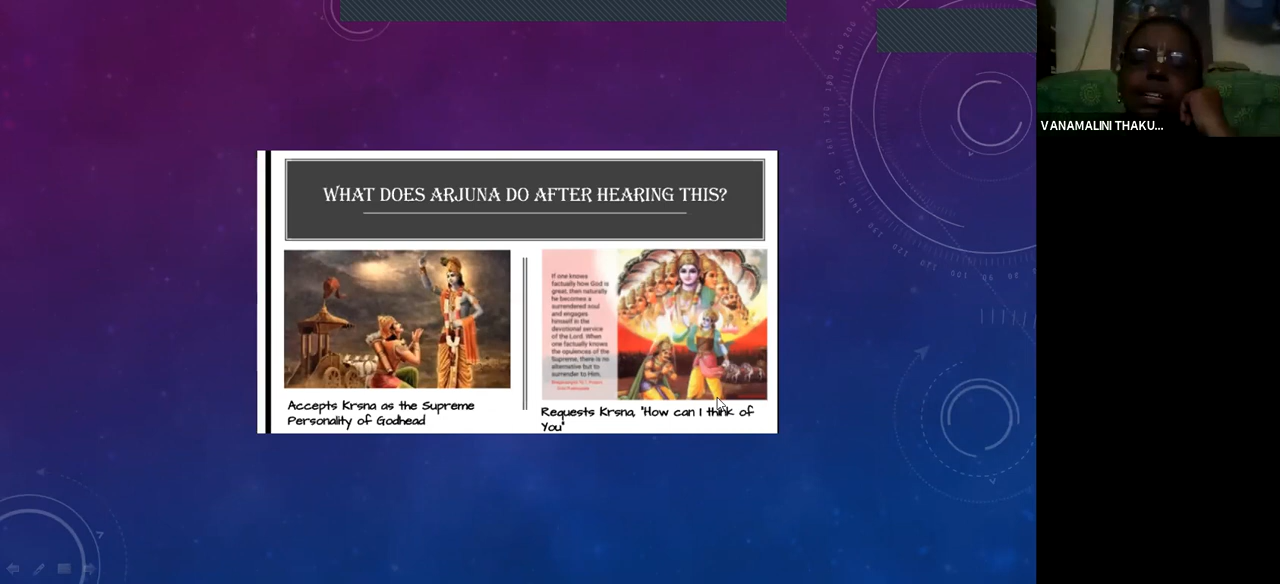 WHAT DOES ARJUNA DO AFTER HEARING THIS?
If one knows
factually how God is
great, then naturally
he becomes a
surrendered soul
and engages
himself in the
devotional service
of the Lord. When
one factually knows
the opulences of the
Supreme, there is no
alternative but to
surrender to Him.
Accepts Krsna as the Supreme
Personality of Godhead
Requests Krsna, "How can I think of
You"
VANAMALINI THAKU...